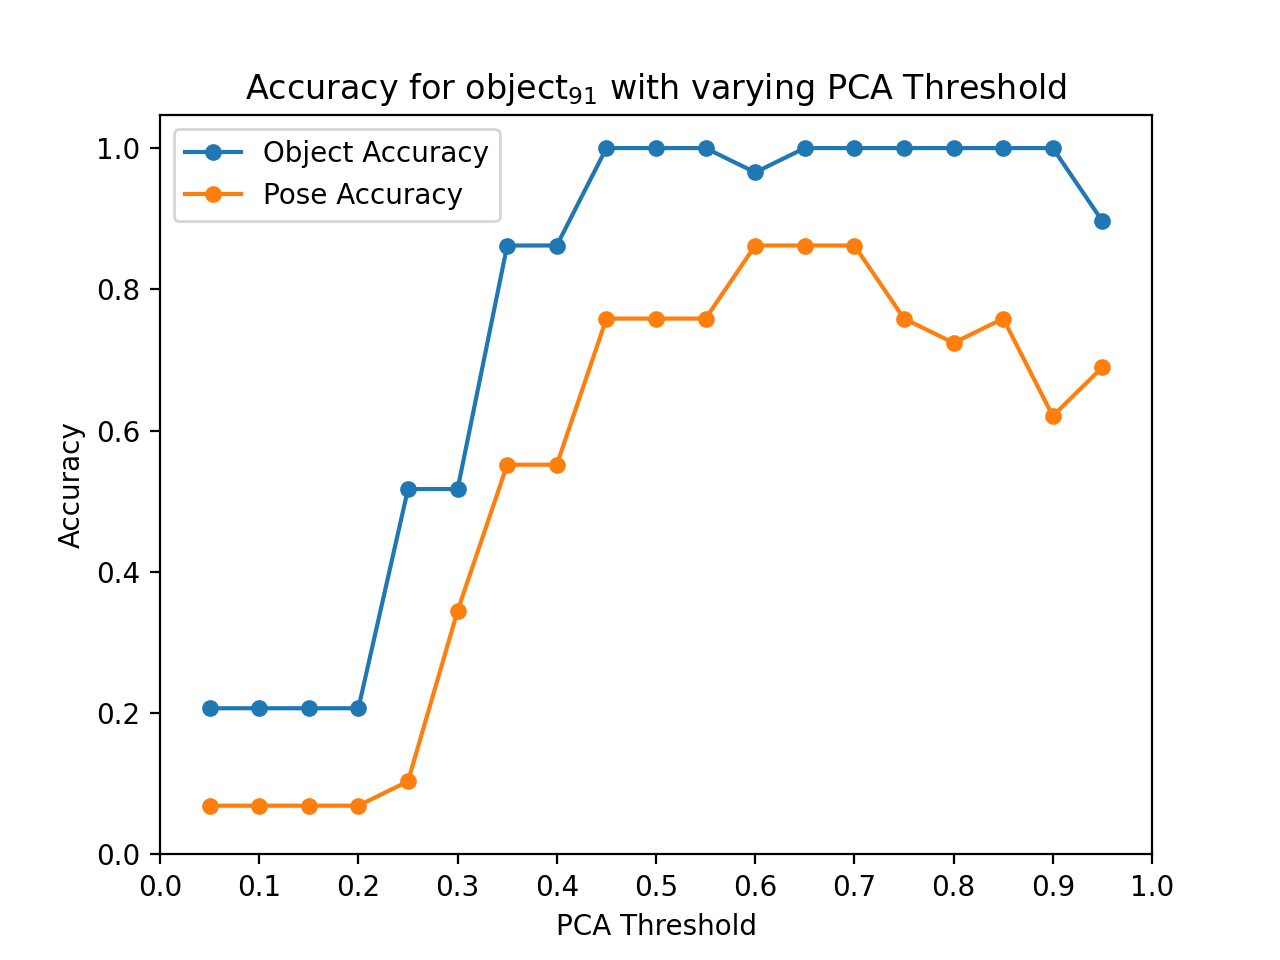 Accuracy for object₉₁ with varying PCA Threshold
Object Accuracy
Pose Accuracy
1.0
0.8
0.6
0.4
0.2
0.0
Accuracy
0.0 0.1 0.2 0.3 0.4 0.5 0.6 0.7 0.8 0.9 1.0
PCA Threshold